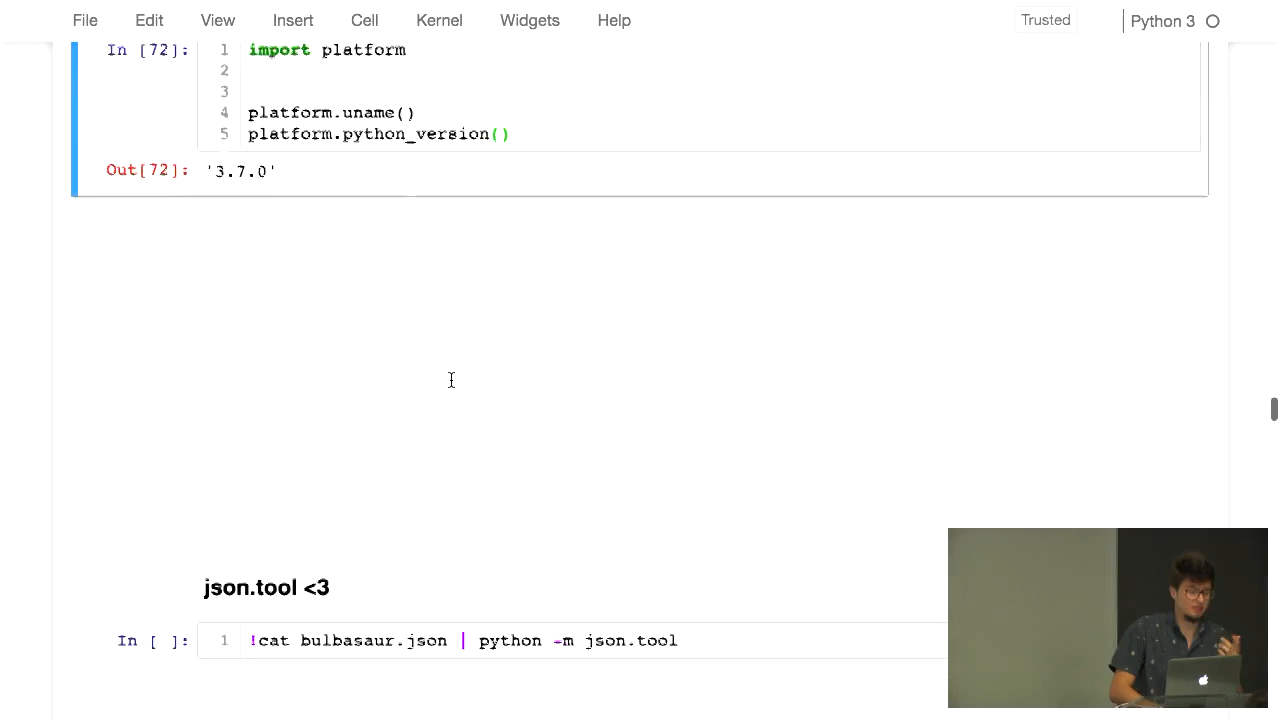 File Edit View Insert Cell Kernel Widgets Help Trusted Python 3
In [72]: 1 import platform
2
3
4 platform.uname()
5 platform.python_version()
Out[72]: '3.7.0'
json.tool <3
In [ ]: 1 !cat bulbasaur.json | python -m json.tool